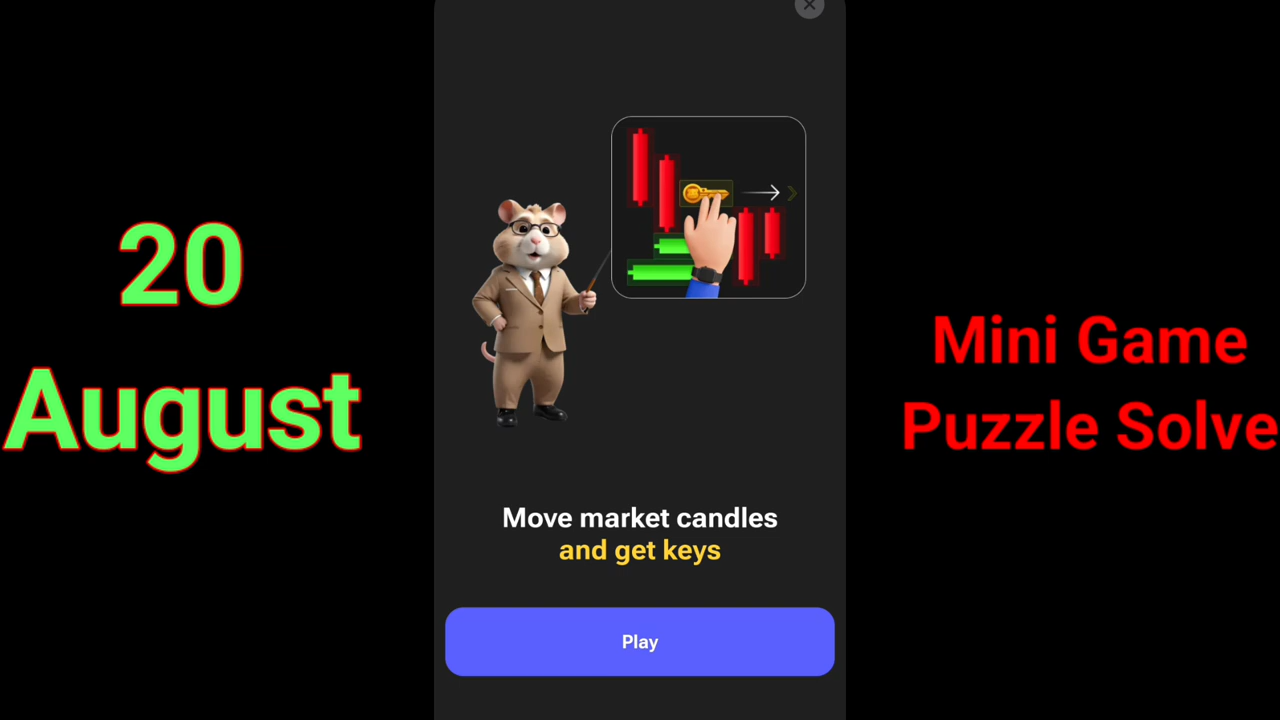 20
August
Mini Game
Puzzle Solve
Move market candles
and get keys
Play